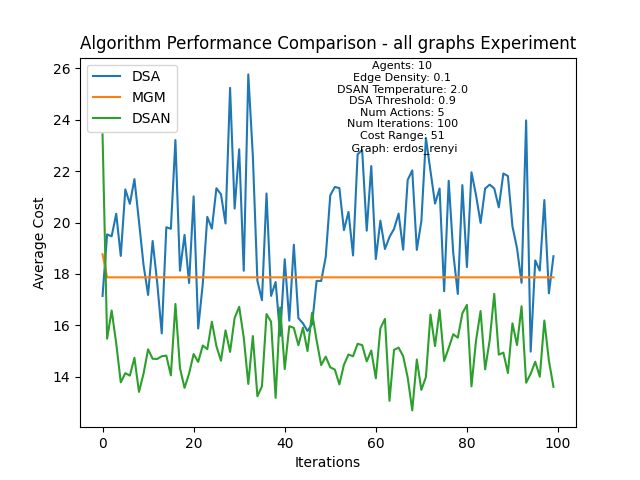 Algorithm Performance Comparison - all graphs Experiment
DSA
MGM
DSAN
Agents: 10
Edge Density: 0.1
DSAN Temperature: 2.0
DSA Threshold: 0.9
Num Actions: 5
Num Iterations: 100
Cost Range: 51
Graph: erdos_renyi
26
24
22
20
18
16
14
Average Cost
0 20 40 60 80 100
Iterations